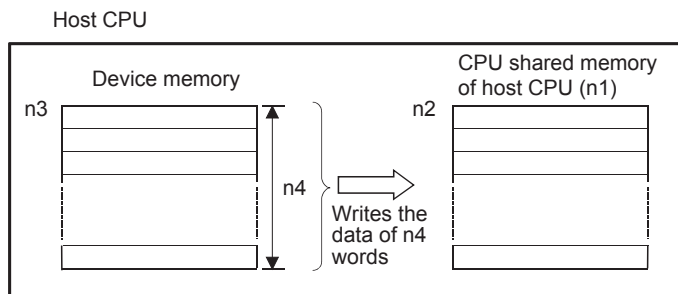 Host CPU
Device memory
CPU shared memory
of host CPU (n1)
n3
n2
n4
Writes the
data of n4
words